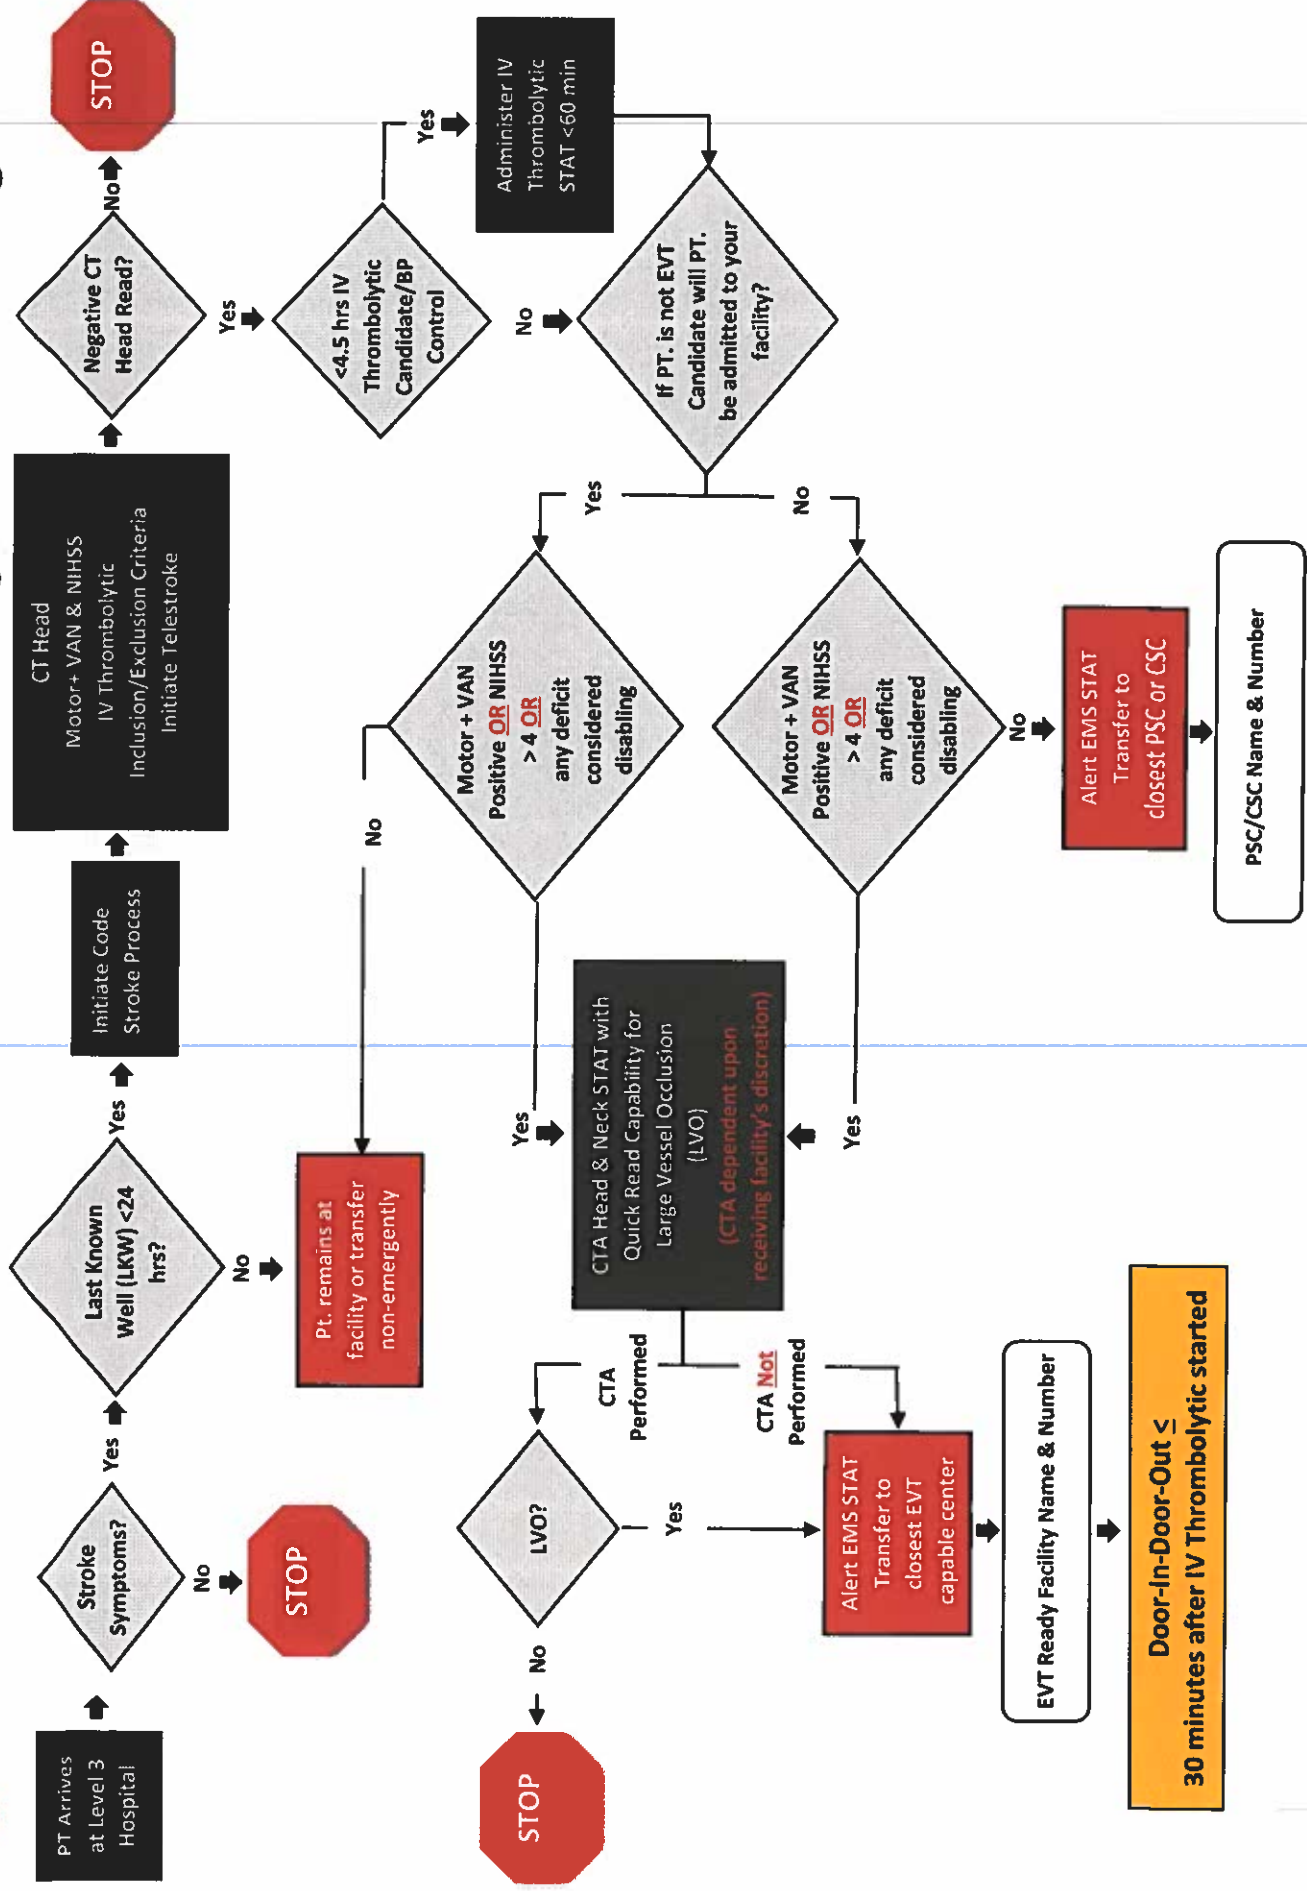 PT Arrives
at Level 3
Hospital
Stroke
Symptoms?
No
STOP
Yes
Last Known
Well (LKW) <24
hrs?
No
Pt. remains at
facility or transfer
non-emergently
Yes
Initiate Code
Stroke Process
CT Head
Motor+ VAN & NIHSS
IV Thrombolytic
Inclusion/Exclusion Criteria
Initiate Telestroke
Negative CT
Head Read?
No
STOP
Yes
<4.5 hrs IV
Thrombolytic
Candidate/BP
Control
Yes
Administer IV
Thrombolytic
STAT <60 min
No
If PT. is not EVT
Candidate will PT.
be admitted to your
facility?
Yes
Motor + VAN
Positive OR NIHSS
> 4 OR
any deficit
considered
disabling
No
Yes
No
Motor + VAN
Positive OR NIHSS
> 4 OR
any deficit
considered
disabling
No
Alert EMS STAT
Transfer to
closest PSC or CSC
PSC/CSC Name & Number
Yes
CTA Head & Neck STAT with
Quick Read Capability for
Large Vessel Occlusion
(LVO)
(CTA dependent upon
receiving facility's discretion)
CTA
Performed
LVO?
No
STOP
Yes
CTA Not
Performed
Alert EMS STAT
Transfer to
closest EVT
capable center
EVT Ready Facility Name & Number
Door-In-Door-Out ≤
30 minutes after IV Thrombolytic started